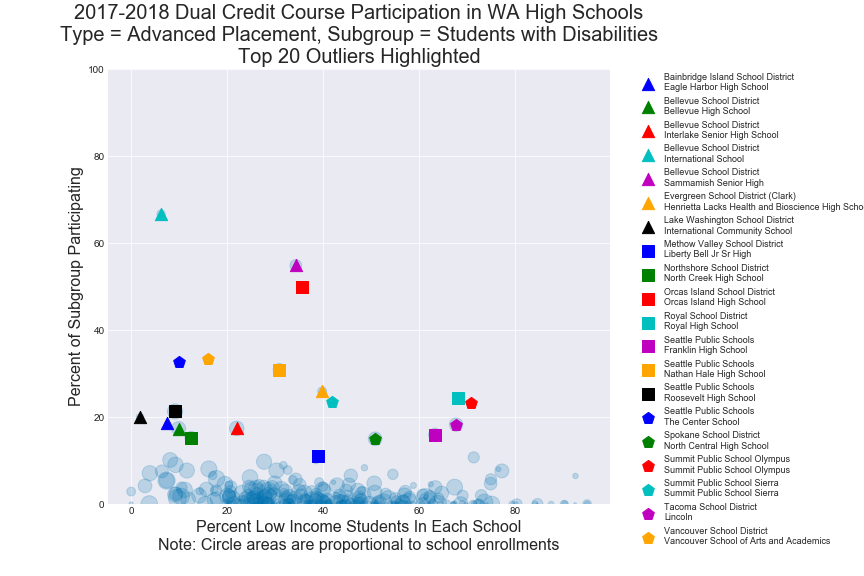 2017-2018 Dual Credit Course Participation in WA High Schools
Type = Advanced Placement, Subgroup = Students with Disabilities
Top 20 Outliers Highlighted
100
80
60
40
20
0
Percent of Subgroup Participating
0 20 40 60 80
Percent Low Income Students In Each School
Note: Circle areas are proportional to school enrollments
Bainbridge Island School District
Eagle Harbor High School
Bellevue School District
Bellevue High School
Bellevue School District
Interlake Senior High School
Bellevue School District
International School
Bellevue School District
Sammamish Senior High
Evergreen School District (Clark)
Henrietta Lacks Health and Bioscience High Scho
Lake Washington School District
International Community School
Methow Valley School District
Liberty Bell Jr Sr High
Northshore School District
North Creek High School
Orcas Island School District
Orcas Island High School
Royal School District
Royal High School
Seattle Public Schools
Franklin High School
Seattle Public Schools
Nathan Hale High School
Seattle Public Schools
Roosevelt High School
Seattle Public Schools
The Center School
Spokane School District
North Central High School
Summit Public School Olympus
Summit Public School Olympus
Summit Public School Sierra
Summit Public School Sierra
Tacoma School District
Lincoln
Vancouver School District
Vancouver School of Arts and Academics